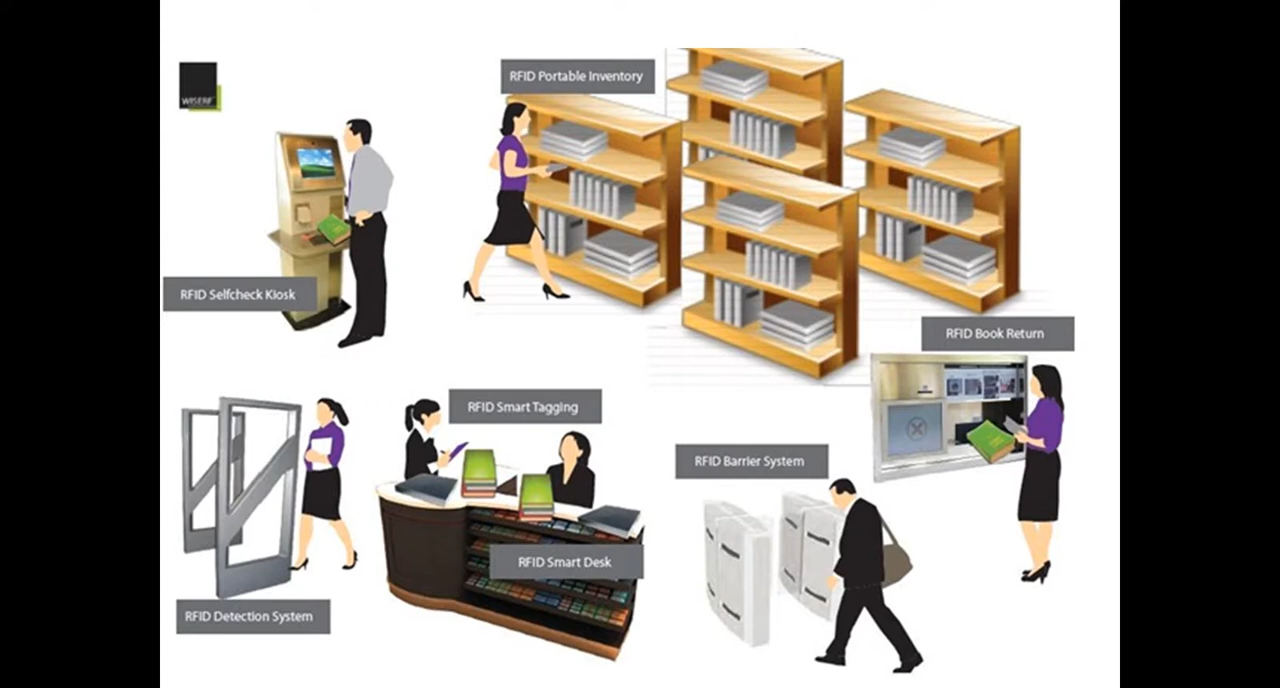 RFID Portable Inventory
WISERF
RFID Selfcheck Kiosk
RFID Book Return
RFID Smart Tagging
RFID Barrier System
RFID Smart Desk
RFID Detection System